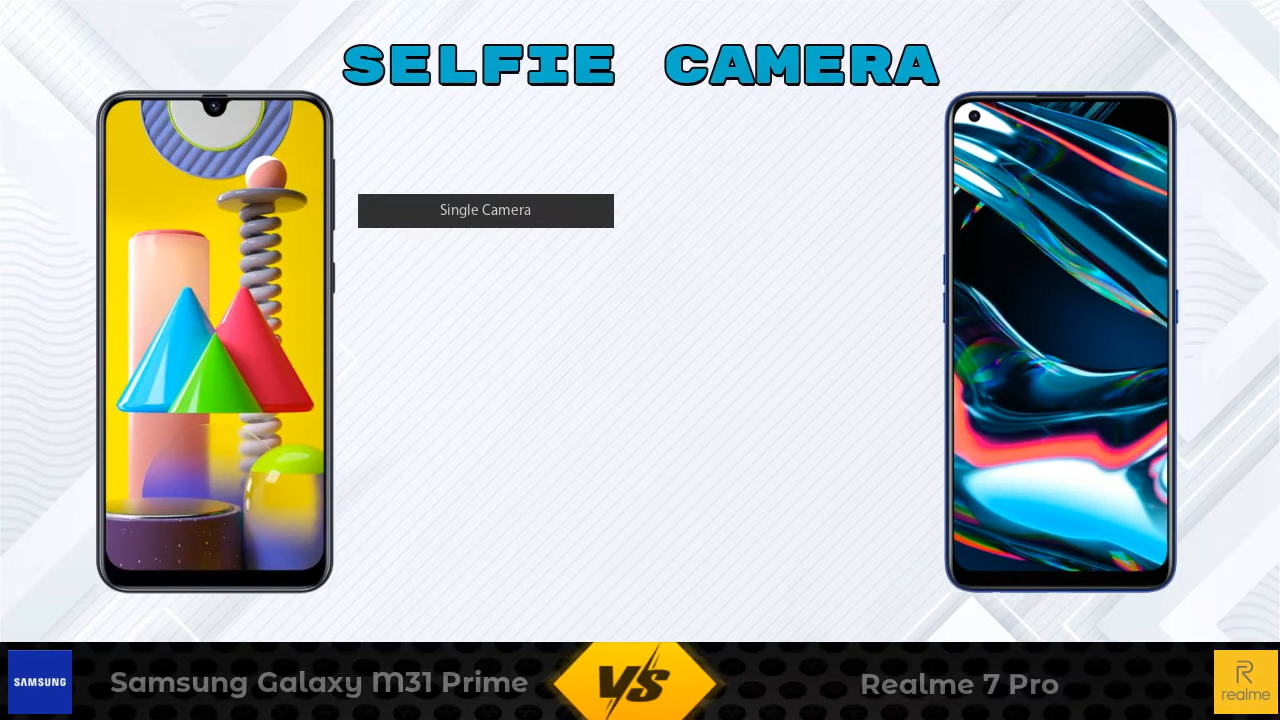 SELFIE CAMERA
Single Camera
SAMSUNG
Samsung Galaxy M31 Prime
VS
Realme 7 Pro
R
realme